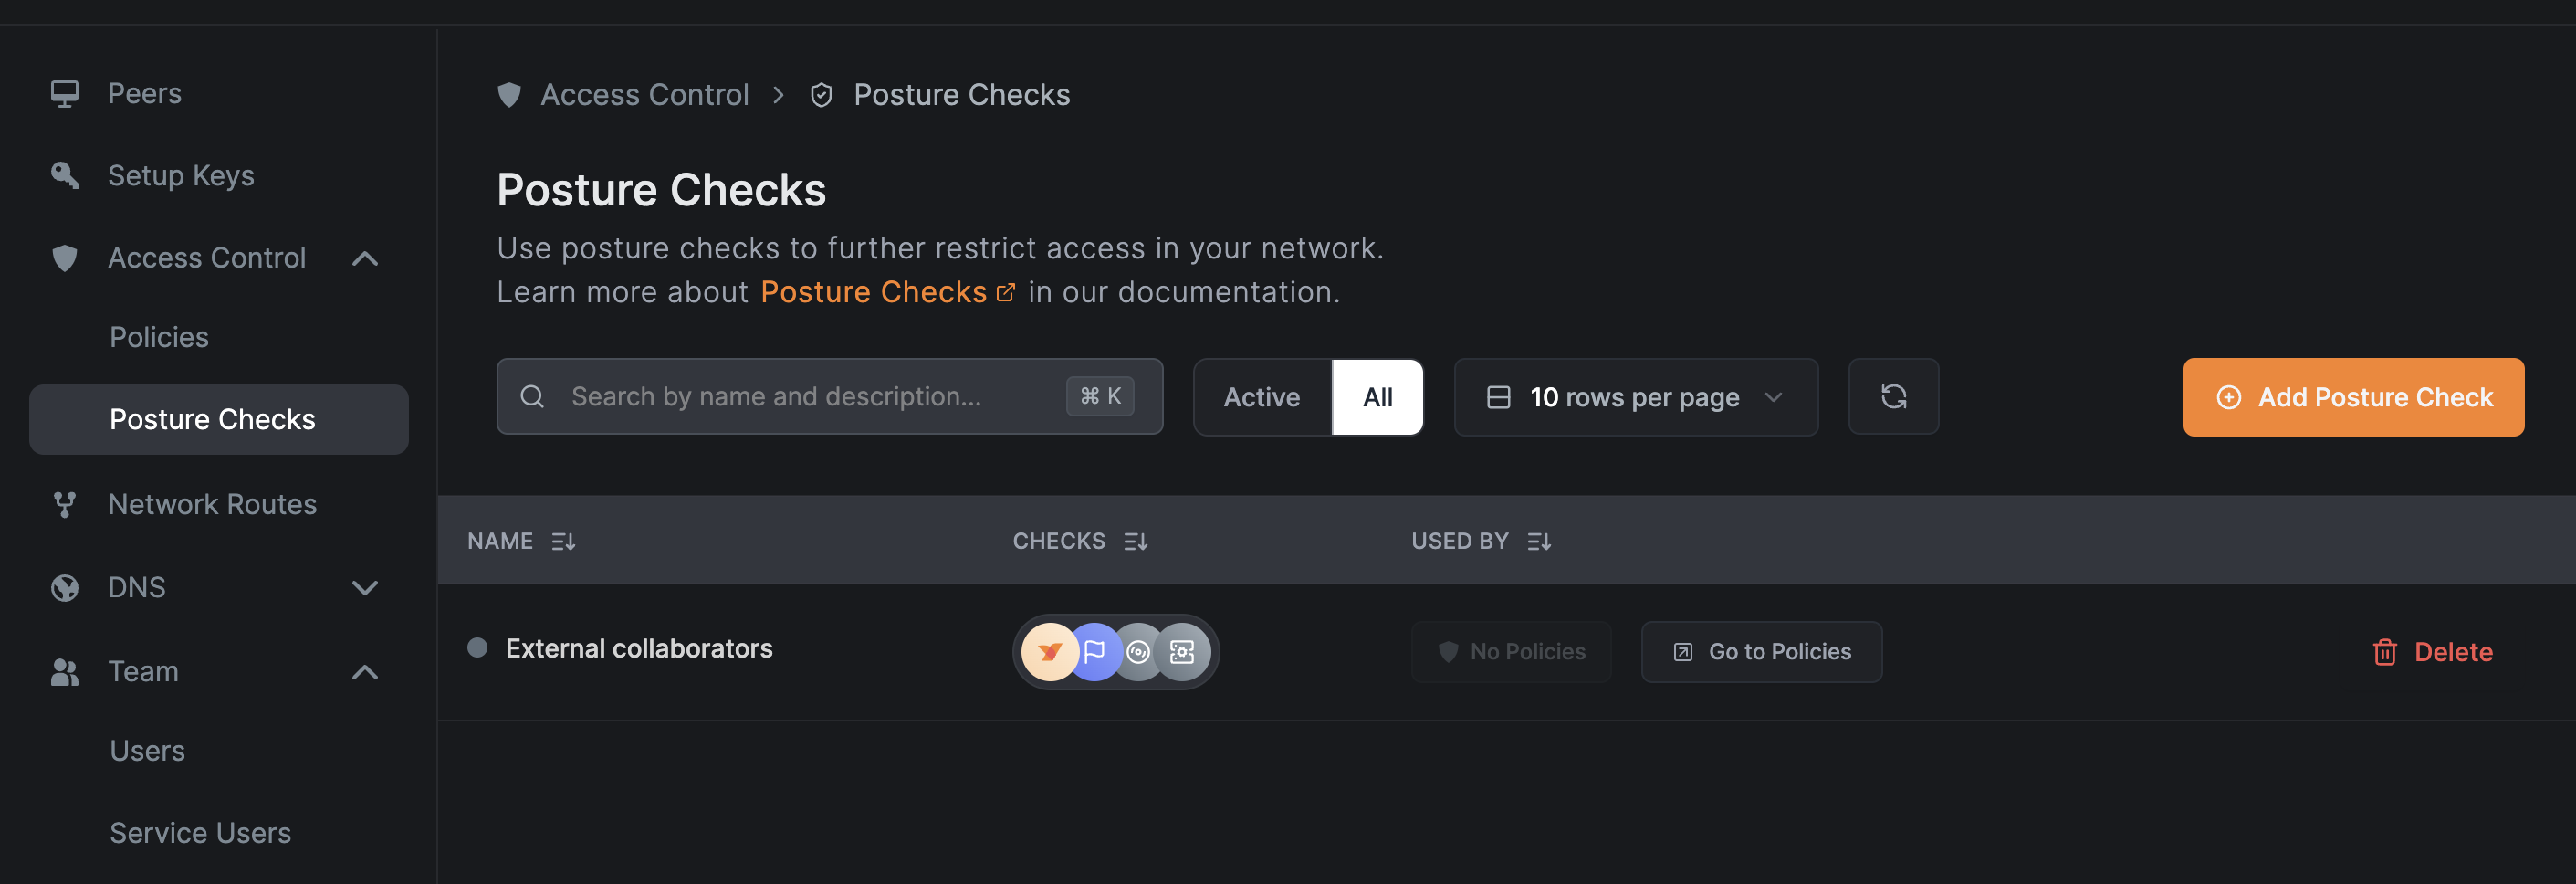 Peers
Setup Keys
Access Control
Policies
Posture Checks
Network Routes
DNS
Team
Users
Service Users
Access Control > Posture Checks
Posture Checks
Use posture checks to further restrict access in your network.
Learn more about Posture Checks in our documentation.
Search by name and description... ⌘ K
Active All
10 rows per page
Add Posture Check
NAME CHECKS USED BY
External collaborators No Policies Go to Policies Delete